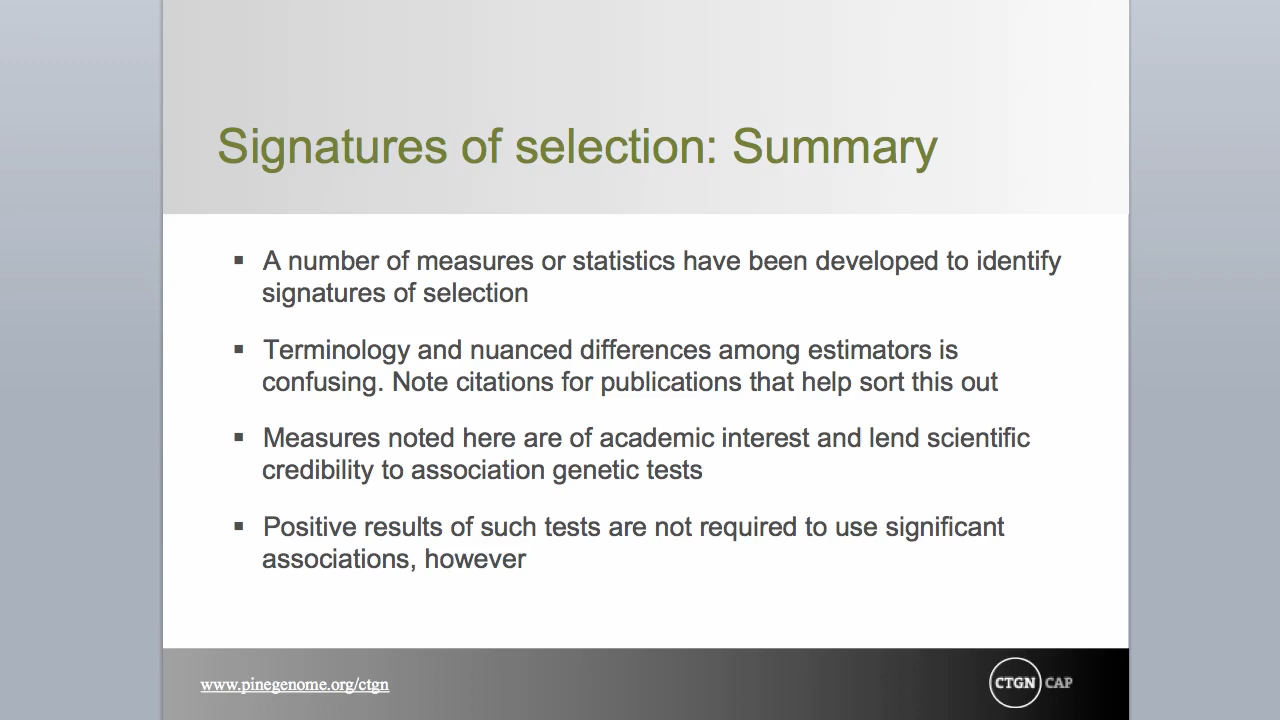 Signatures of selection: Summary
▪ A number of measures or statistics have been developed to identify
signatures of selection
▪ Terminology and nuanced differences among estimators is
confusing. Note citations for publications that help sort this out
▪ Measures noted here are of academic interest and lend scientific
credibility to association genetic tests
▪ Positive results of such tests are not required to use significant
associations, however
www.pinegenome.org/ctgn
CTGN CAP